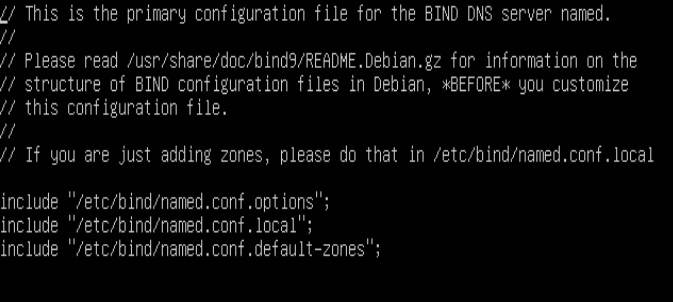 // This is the primary configuration file for the BIND DNS server named.
//
// Please read /usr/share/doc/bind9/README.Debian.gz for information on the
// structure of BIND configuration files in Debian, *BEFORE* you customize
// this configuration file.
//
// If you are just adding zones, please do that in /etc/bind/named.conf.local
include "/etc/bind/named.conf.options";
include "/etc/bind/named.conf.local";
include "/etc/bind/named.conf.default-zones";